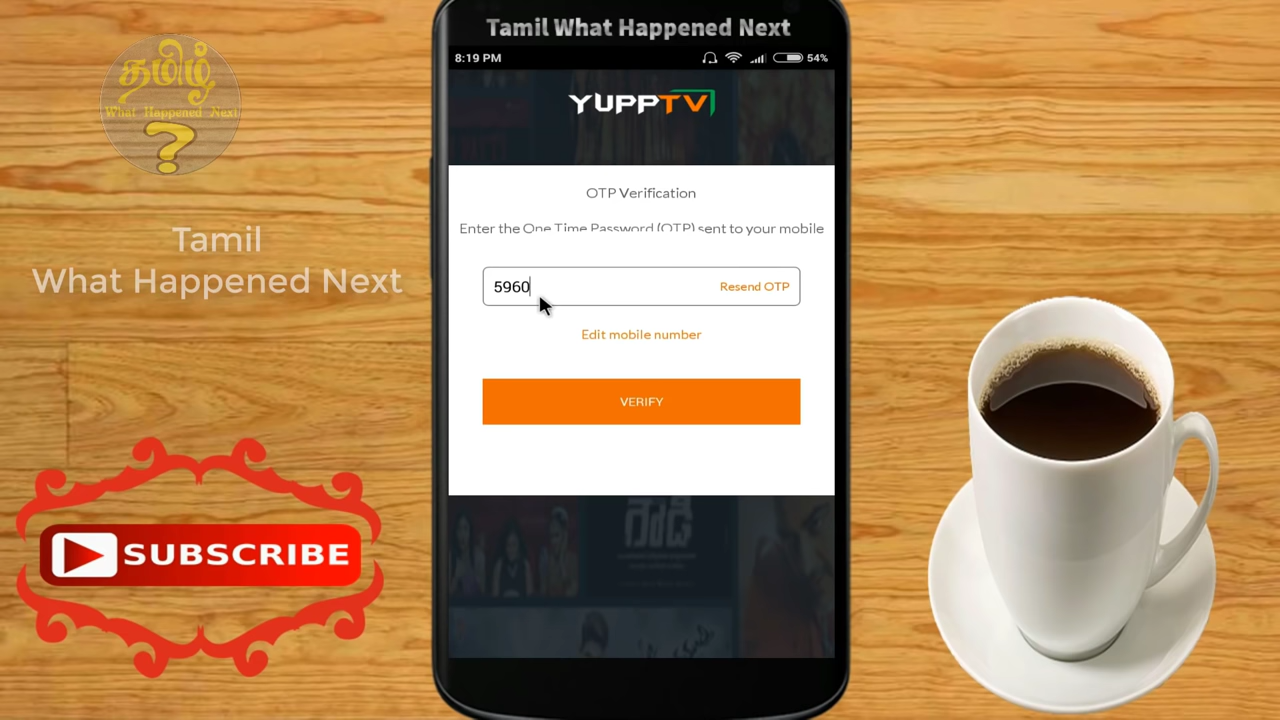 Tamil What Happened Next
8:19 PM
54%
தமிழ்
What Happened Next
?
YUPPTV
OTP Verification
Enter the One Time Password (OTP) sent to your mobile
Tamil
What Happened Next
5960
Resend OTP
Edit mobile number
VERIFY
SUBSCRIBE